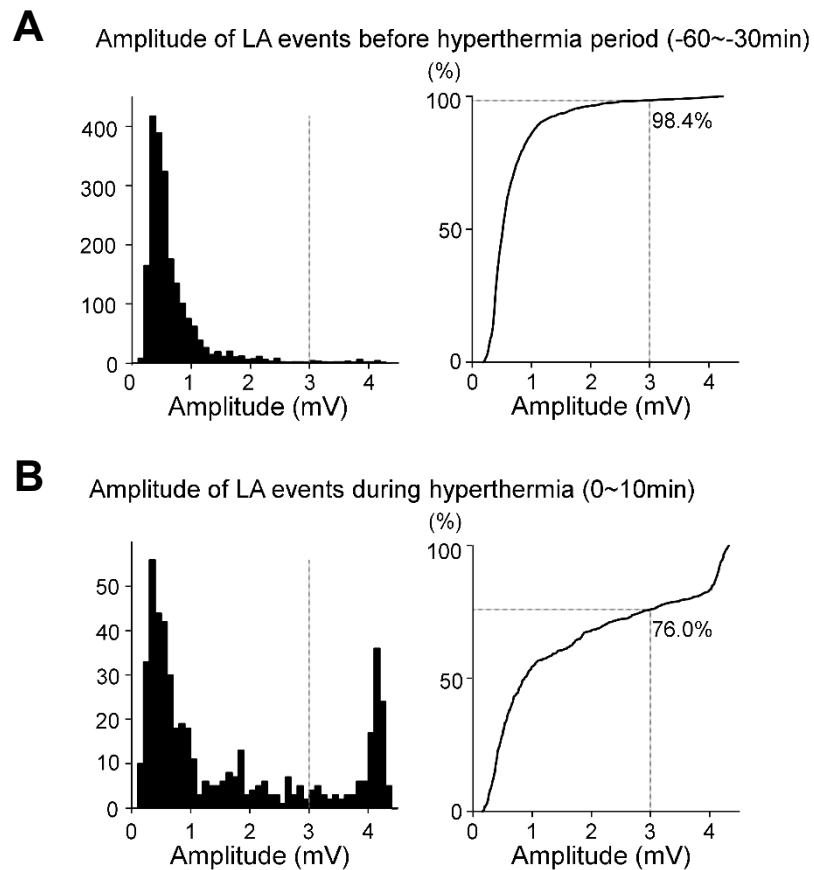 A
Amplitude of LA events before hyperthermia period (-60~-30min)
(%)
400
300
200
100
0
0 1 2 3 4
Amplitude (mV)
100
50
0
98.4%
0 1 2 3 4
Amplitude (mV)
B
Amplitude of LA events during hyperthermia (0~10min)
(%)
50
40
30
20
10
0
0 1 2 3 4
Amplitude (mV)
100
50
0
76.0%
0 1 2 3 4
Amplitude (mV)